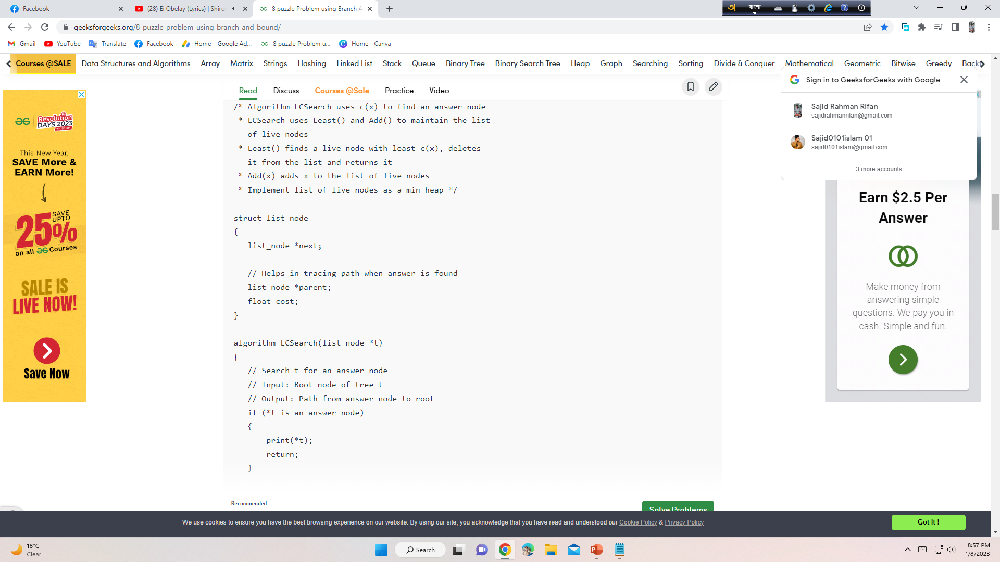 Facebook
(28) Ei Obelay (Lyrics) | Shiror
8 puzzle Problem using Branch A
বাংলা
geeksforgeeks.org/8-puzzle-problem-using-branch-and-bound/
Gmail YouTube Translate Facebook Home – Google Ad... 8 puzzle Problem u... Home - Canva
Courses @SALE Data Structures and Algorithms Array Matrix Strings Hashing Linked List Stack Queue Binary Tree Binary Search Tree Heap Graph Searching Sorting Divide & Conquer Mathematical Geometric Bitwise Greedy Backt
Read Discuss Courses @Sale Practice Video
/* Algorithm LCSearch uses c(x) to find an answer node
* LCSearch uses Least() and Add() to maintain the list
of live nodes
* Least() finds a live node with least c(x), deletes
it from the list and returns it
* Add(x) adds x to the list of live nodes
* Implement list of live nodes as a min-heap */
struct list_node
{
list_node *next;
// Helps in tracing path when answer is found
list_node *parent;
float cost;
}
algorithm LCSearch(list_node *t)
{
// Search t for an answer node
// Input: Root node of tree t
// Output: Path from answer node to root
if (*t is an answer node)
{
print(*t);
return;
}
Resolution
DAYS 2023
This New Year,
SAVE More &
EARN More!
SAVE
UPTO
25%
on all Courses
SALE IS
LIVE NOW!
Save Now
Sign in to GeeksforGeeks with Google
Sajid Rahman Rifan
sajidrahmanrifan@gmail.com
Sajid0101islam 01
sajid0101islam@gmail.com
3 more accounts
Earn $2.5 Per
Answer
Make money from
answering simple
questions. We pay you in
cash. Simple and fun.
Recommended
Solve Problems
We use cookies to ensure you have the best browsing experience on our website. By using our site, you acknowledge that you have read and understood our Cookie Policy & Privacy Policy
Got It !
18°C
Clear
Search
8:57 PM
1/8/2023